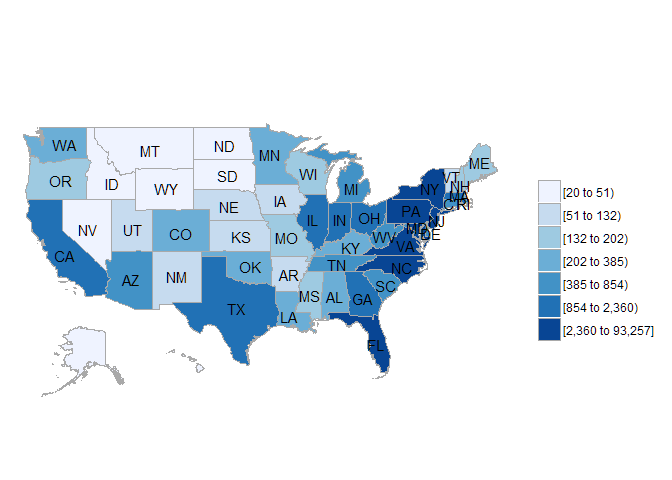 WA
MT
ND
MN
ME
OR
ID
SD
WI
VT
NH
WY
MI
NY
MA
CT
RI
NE
IA
PA
NJ
NV
UT
CO
IL
IN
OH
MD
DE
CA
KS
MO
KY
WV
VA
AZ
NM
OK
AR
TN
NC
SC
TX
LA
MS
AL
GA
FL
[20 to 51)
[51 to 132)
[132 to 202)
[202 to 385)
[385 to 854)
[854 to 2,360)
[2,360 to 93,257]